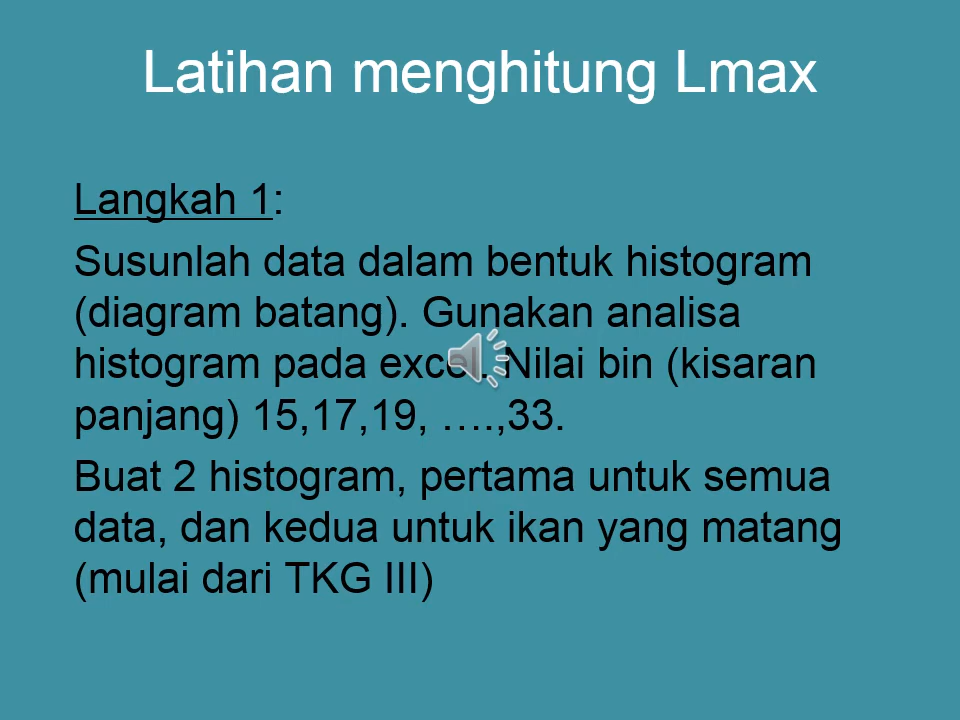 Latihan menghitung Lmax
Langkah 1:
Susunlah data dalam bentuk histogram
(diagram batang). Gunakan analisa
histogram pada excel. Nilai bin (kisaran
panjang) 15,17,19, ….,33.
Buat 2 histogram, pertama untuk semua
data, dan kedua untuk ikan yang matang
(mulai dari TKG III)